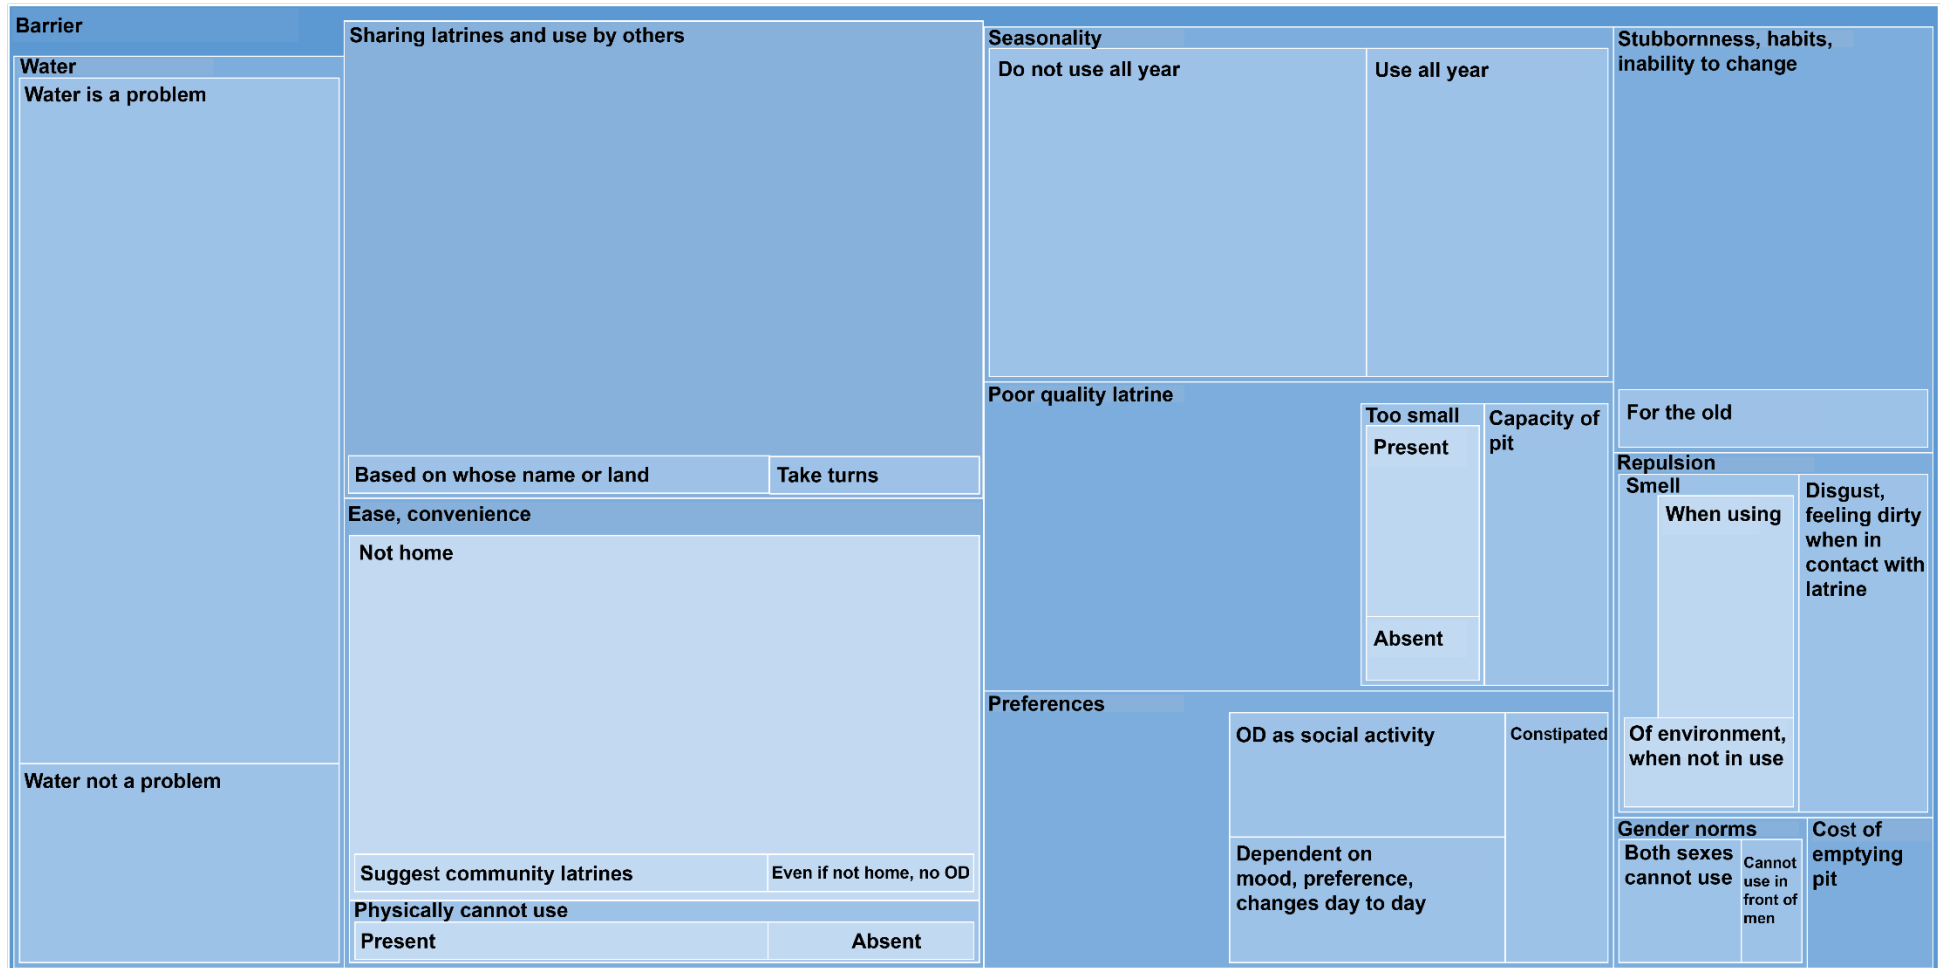 Barrier
Water
Water is a problem
Water not a problem
Sharing latrines and use by others
Based on whose name or land
Take turns
Ease, convenience
Not home
Suggest community latrines
Even if not home, no OD
Physically cannot use
Present
Absent
Seasonality
Do not use all year
Use all year
Poor quality latrine
Too small
Present
Absent
Capacity of
pit
Preferences
OD as social activity
Constipated
Dependent on
mood, preference,
changes day to day
Stubbornness, habits,
inability to change
For the old
Repulsion
Smell
When using
Of environment,
when not in use
Disgust,
feeling dirty
when in
contact with
latrine
Gender norms
Both sexes
cannot use
Cannot
use in
front of
men
Cost of
emptying
pit